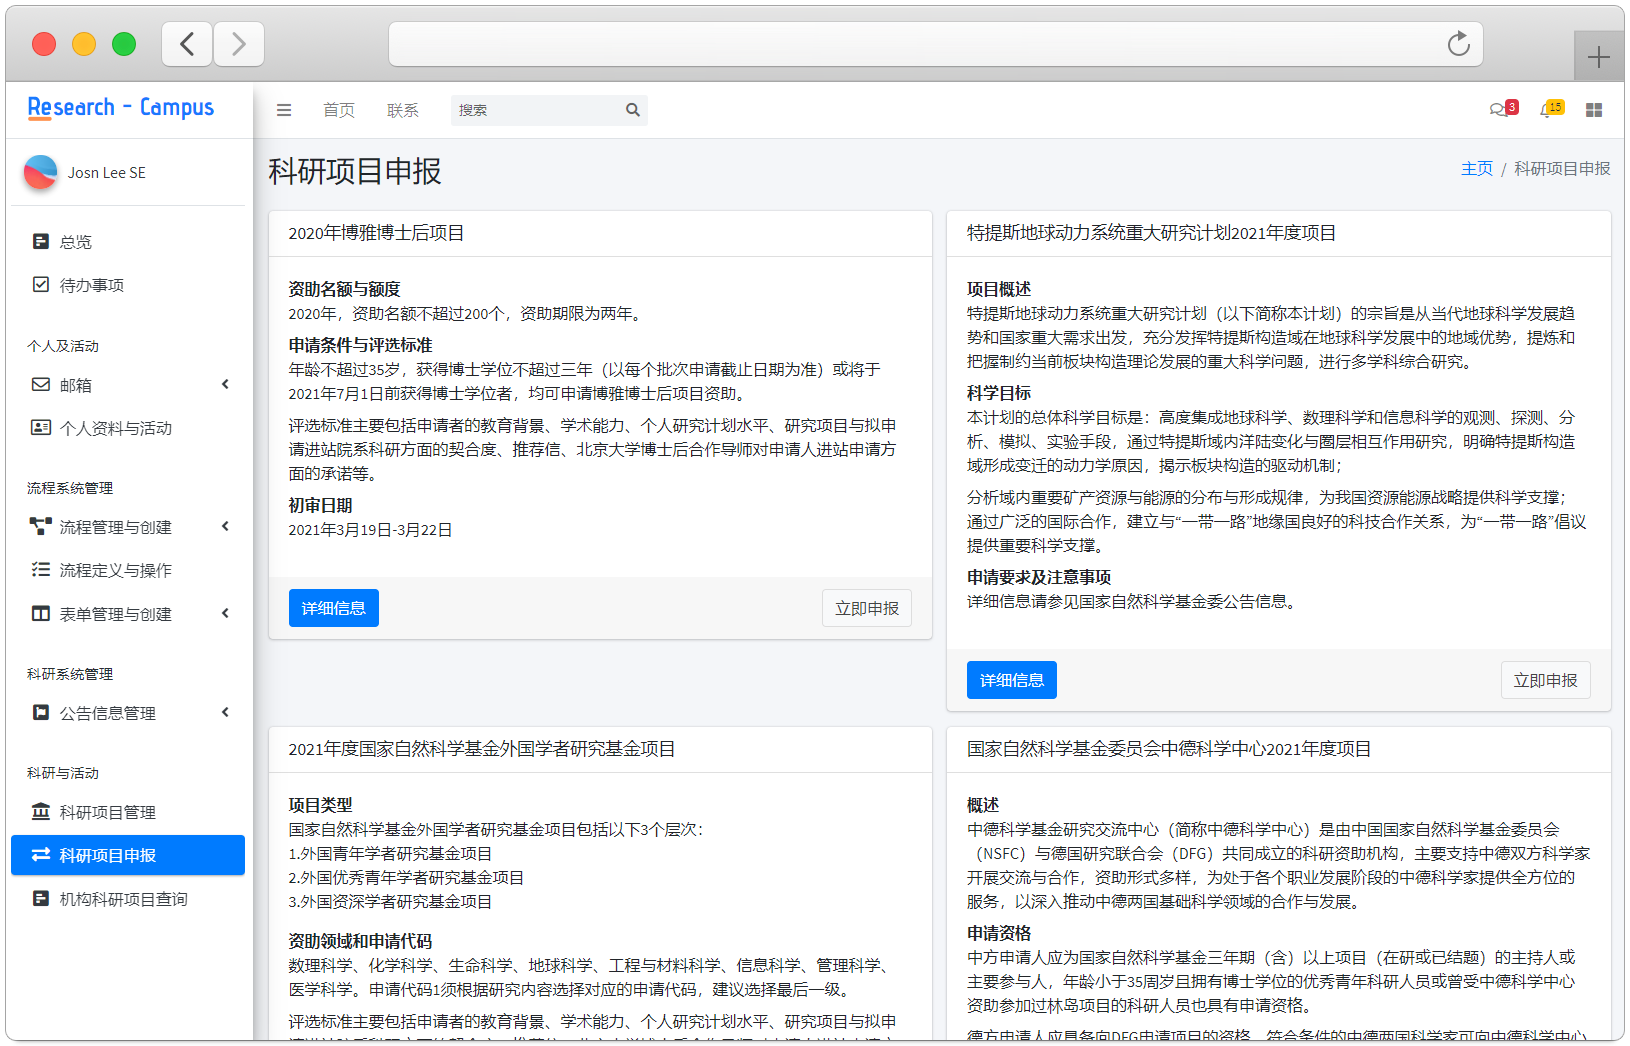 Research - Campus
首页
联系
搜索
3
15
Josn Lee SE
总览
待办事项
个人及活动
邮箱
个人资料与活动
流程系统管理
流程管理与创建
流程定义与操作
表单管理与创建
科研系统管理
公告信息管理
科研与活动
科研项目管理
科研项目申报
机构科研项目查询
科研项目申报
主页 / 科研项目申报
2020年博雅博士后项目
资助名额与额度
2020年，资助名额不超过200个，资助期限为两年。
申请条件与评选标准
年龄不超过35岁，获得博士学位不超过三年（以每个批次申请截止日期为准）或将于
2021年7月1日前获得博士学位者，均可申请博雅博士后项目资助。
评选标准主要包括申请者的教育背景、学术能力、个人研究计划水平、研究项目与拟申
请进站院系科研方面的契合度、推荐信、北京大学博士后合作导师对申请人进站申请方
面的承诺等。
初审日期
2021年3月19日-3月22日
详细信息
立即申报
特提斯地球动力系统重大研究计划2021年度项目
项目概述
特提斯地球动力系统重大研究计划（以下简称本计划）的宗旨是从当代地球科学发展趋
势和国家重大需求出发，充分发挥特提斯构造域在地球科学发展中的地域优势，提炼和
把握制约当前板块构造理论发展的重大科学问题，进行多学科综合研究。
科学目标
本计划的总体科学目标是：高度集成地球科学、数理科学和信息科学的观测、探测、分
析、模拟、实验手段，通过特提斯域内洋陆变化与圈层相互作用研究，明确特提斯构造
域形成变迁的动力学原因，揭示板块构造的驱动机制；
分析域内重要矿产资源与能源的分布与形成规律，为我国资源能源战略提供科学支撑；
通过广泛的国际合作，建立与“一带一路”地缘国良好的科技合作关系，为“一带一路”倡议
提供重要科学支撑。
申请要求及注意事项
详细信息请参见国家自然科学基金委公告信息。
详细信息
立即申报
2021年度国家自然科学基金外国学者研究基金项目
项目类型
国家自然科学基金外国学者研究基金项目包括以下3个层次：
1.外国青年学者研究基金项目
2.外国优秀青年学者研究基金项目
3.外国资深学者研究基金项目
资助领域和申请代码
数理科学、化学科学、生命科学、地球科学、工程与材料科学、信息科学、管理科学、
医学科学。申请代码1须根据研究内容选择对应的申请代码，建议选择最后一级。
评选标准主要包括申请者的教育背景、学术能力、个人研究计划水平、研究项目与拟申
国家自然科学基金委员会中德科学中心2021年度项目
概述
中德科学基金研究交流中心（简称中德科学中心）是由中国国家自然科学基金委员会
（NSFC）与德国研究联合会（DFG）共同成立的科研资助机构，主要支持中德双方科学家
开展交流与合作，资助形式多样，为处于各个职业发展阶段的中德科学家提供全方位的
服务，以深入推动中德两国基础科学领域的合作与发展。
申请资格
中方申请人应为国家自然科学基金三年期（含）以上项目（在研或已结题）的主持人或
主要参与人，年龄小于35周岁且拥有博士学位的优秀青年科研人员或曾受中德科学中心
资助参加过林岛项目的科研人员也具有申请资格。
德方申请人应具备向DFG申请项目的资格，符合条件的中德两国科学家可向中德科学中心